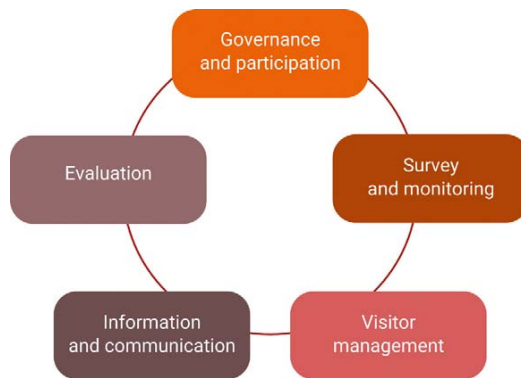 Governance
and participation
Survey
and monitoring
Visitor
management
Information
and communication
Evaluation